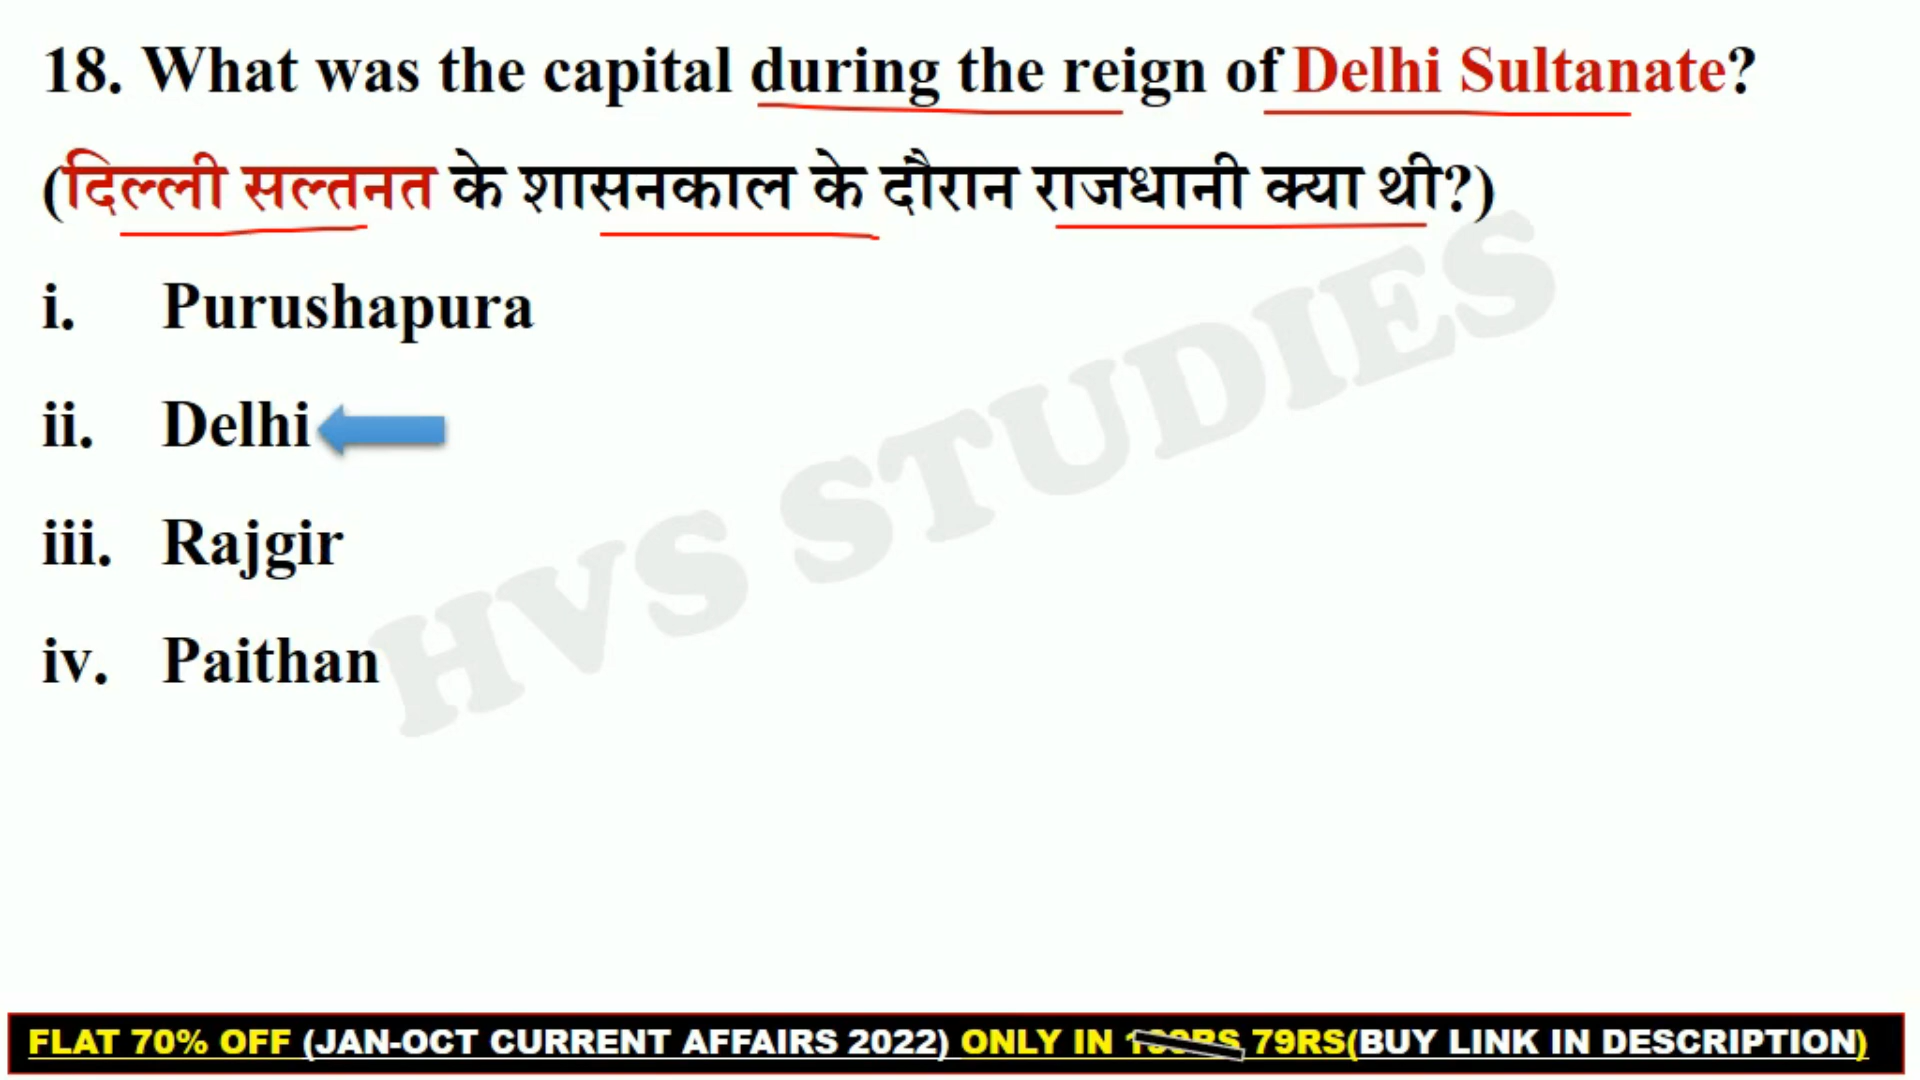 18. What was the capital during the reign of Delhi Sultanate?
(दिल्ली सल्तनत के शासनकाल के दौरान राजधानी क्या थी?)
i. Purushapura
ii. Delhi
iii. Rajgir
iv. Paithan
HVS STUDIES
FLAT 70% OFF (JAN-OCT CURRENT AFFAIRS 2022) ONLY IN 79RS(BUY LINK IN DESCRIPTION)